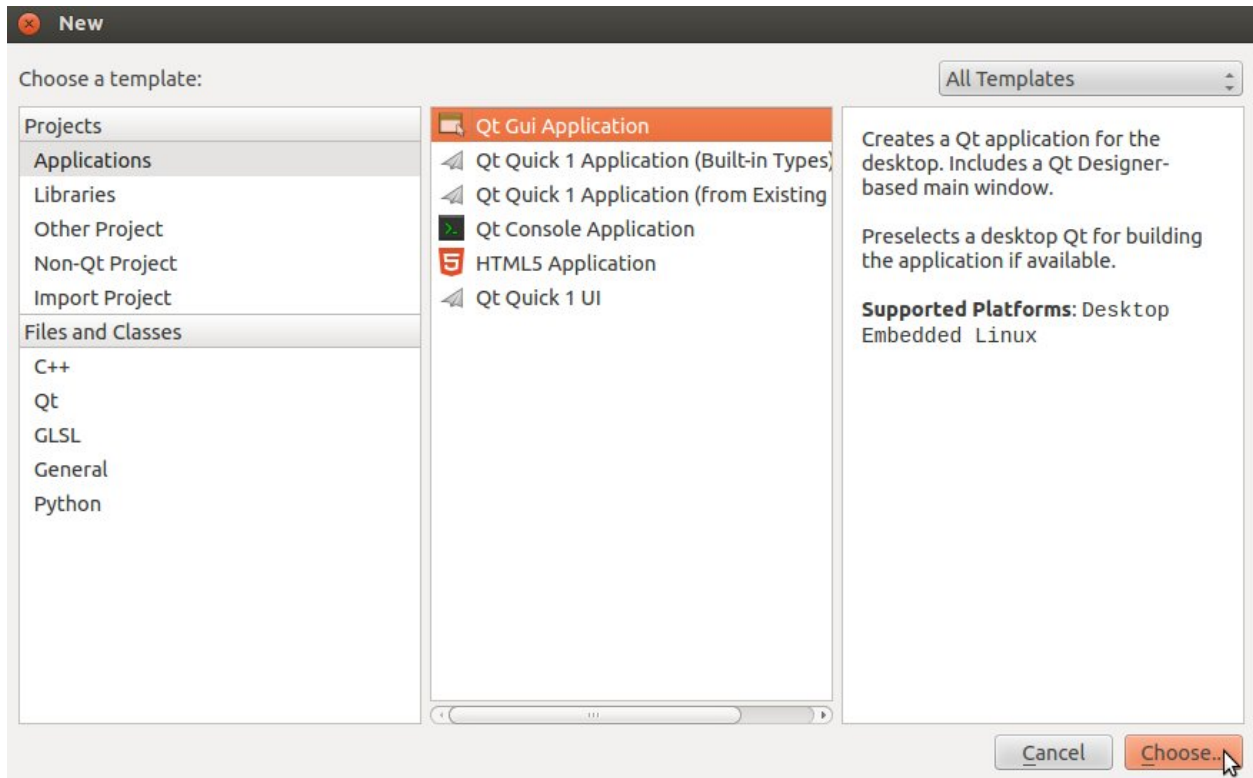 New
Choose a template:
All Templates
Projects
Applications
Libraries
Other Project
Non-Qt Project
Import Project
Files and Classes
C++
Qt
GLSL
General
Python
Qt Gui Application
Qt Quick 1 Application (Built-in Types)
Qt Quick 1 Application (from Existing
Qt Console Application
HTML5 Application
Qt Quick 1 UI
Creates a Qt application for the
desktop. Includes a Qt Designer-
based main window.
Preselects a desktop Qt for building
the application if available.
Supported Platforms: Desktop
Embedded Linux
Cancel
Choose...